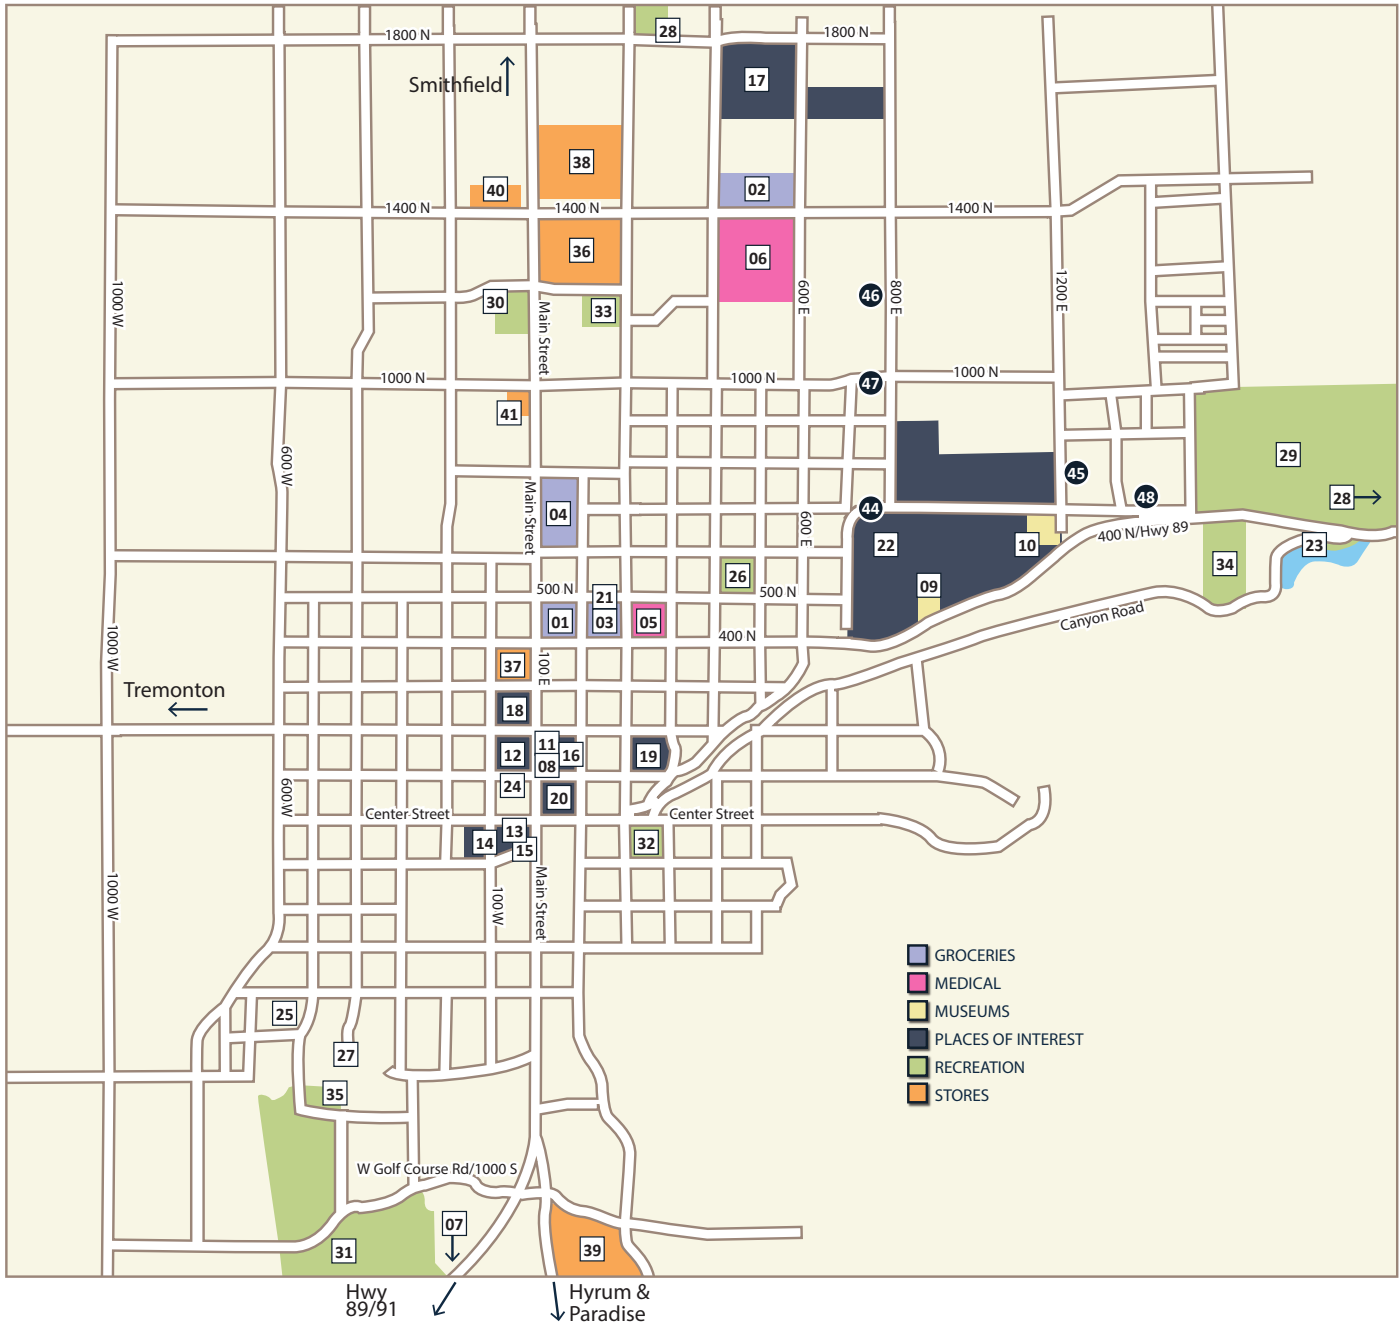 28
1800 N
1800 N
17
Smithfield
38
40
02
1400 N
1400 N
1400 N
36
06
1000 W
30
33
Main Street
600 E
46
800 E
1200 E
1000 N
1000 N
47
1000 N
41
600 W
29
45
28
Main Street
04
48
44
600 E
22
10
400 N/Hwy 89
23
34
26
500 N
500 N
21
09
01
03
05
Canyon Road
400 N
1000 W
37
100 E
Tremonton
18
11
12
16
19
08
24
20
600 W
Center Street
Center Street
13
14
15
32
1000 W
100 W
Main Street
GROCERIES
MEDICAL
MUSEUMS
PLACES OF INTEREST
RECREATION
STORES
25
27
35
W Golf Course Rd/1000 S
07
31
39
Hwy
89/91
Hyrum &
Paradise